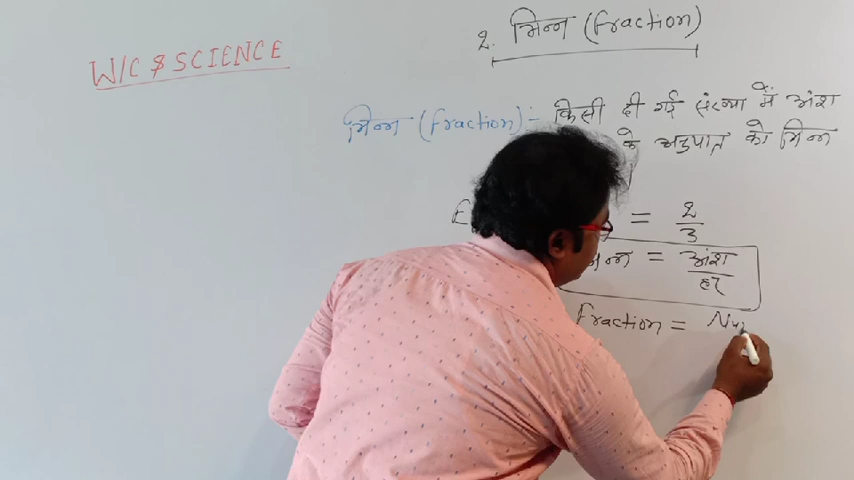 2. भिन्न (Fraction)
W/C $ SCIENCE
भिन्न (fraction) :- किसी दी गई संख्या में अंश
के अनुपात को भिन्न
= 2/3
भिन्न = अंश/हर
Fraction = Nu